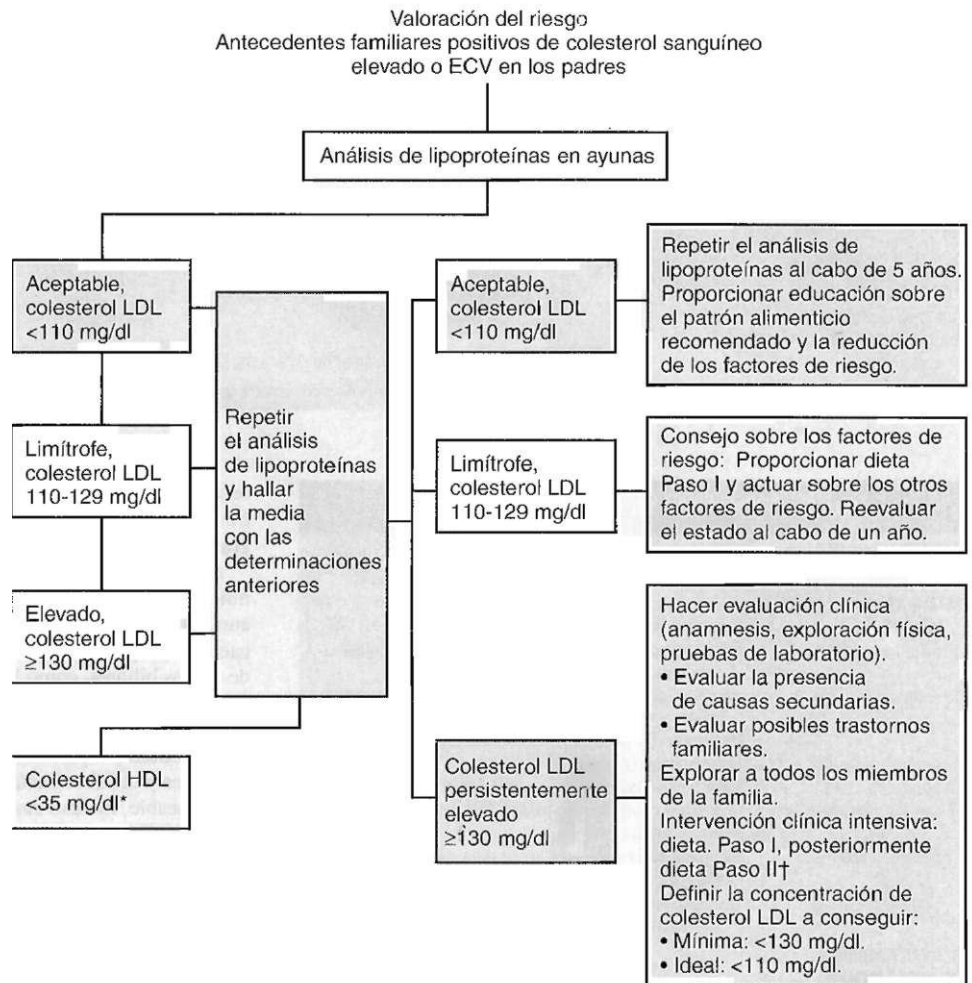 Valoración del riesgo
Antecedentes familiares positivos de colesterol sanguíneo
elevado o ECV en los padres
Análisis de lipoproteínas en ayunas
Aceptable,
colesterol LDL
<110 mg/dl
Limítrofe,
colesterol LDL
110-129 mg/dl
Elevado,
colesterol LDL
≥130 mg/dl
Colesterol HDL
<35 mg/dl*
Repetir
el análisis
de lipoproteínas
y hallar
la media
con las
determinaciones
anteriores
Aceptable,
colesterol LDL
<110 mg/dl
Limítrofe,
colesterol LDL
110-129 mg/dl
Colesterol LDL
persistentemente
elevado
≥130 mg/dl
Repetir el análisis de
lipoproteínas al cabo de 5 años.
Proporcionar educación sobre
el patrón alimenticio
recomendado y la reducción
de los factores de riesgo.
Consejo sobre los factores de
riesgo: Proporcionar dieta
Paso I y actuar sobre los otros
factores de riesgo. Reevaluar
el estado al cabo de un año.
Hacer evaluación clínica
(anamnesis, exploración física,
pruebas de laboratorio).
• Evaluar la presencia
de causas secundarias.
• Evaluar posibles trastornos
familiares.
Explorar a todos los miembros
de la familia.
Intervención clínica intensiva:
dieta. Paso I, posteriormente
dieta Paso II†
Definir la concentración de
colesterol LDL a conseguir:
• Mínima: <130 mg/dl.
• Ideal: <110 mg/dl.